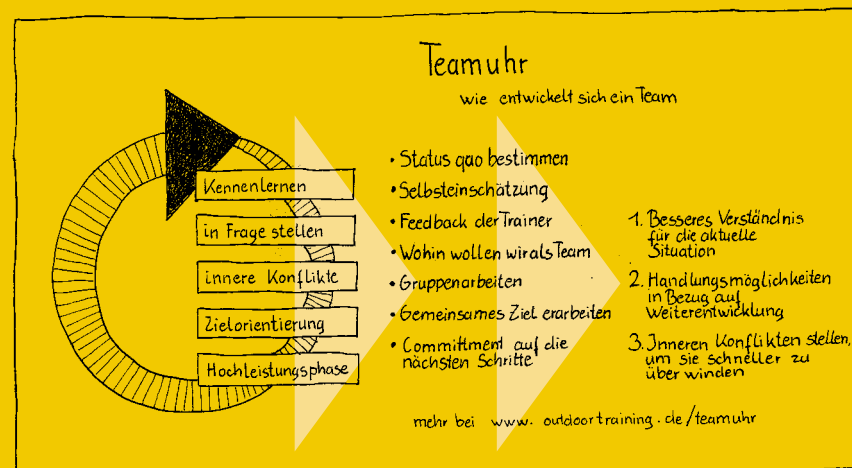 Teamuhr
wie entwickelt sich ein Team
Kennenlernen
in Frage stellen
innere Konflikte
Zielorientierung
Hochleistungsphase
• Status quo bestimmen
• Selbsteinschätzung
• Feedback der Trainer
• Wohin wollen wir als Team
• Gruppenarbeiten
• Gemeinsames Ziel erarbeiten
• Committment auf die
nächsten Schritte
1. Besseres Verständnis
für die aktuelle
Situation
2. Handlungsmöglichkeiten
in Bezug auf
Weiterentwicklung
3. Inneren Konflikten stellen,
um sie schneller zu
überwinden
mehr bei www.outdoortraining.de/teamuhr